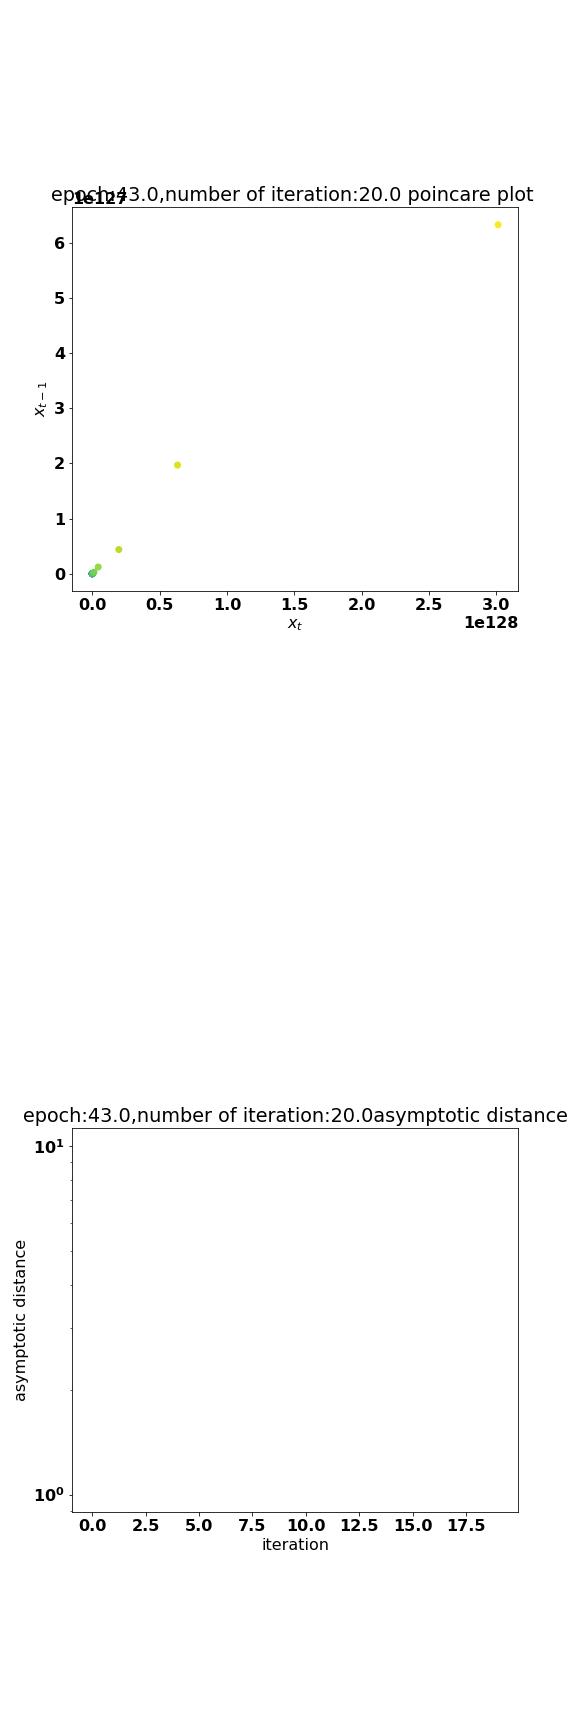 epoch:43.0,number of iteration:20.0 poincare plot
1e127
6
5
4
3
2
1
0
x_{t-1}
0.0 0.5 1.0 1.5 2.0 2.5 3.0
x_t
1e128
epoch:43.0,number of iteration:20.0asymptotic distance
10^1
asymptotic distance
10^0
0.0 2.5 5.0 7.5 10.0 12.5 15.0 17.5
iteration